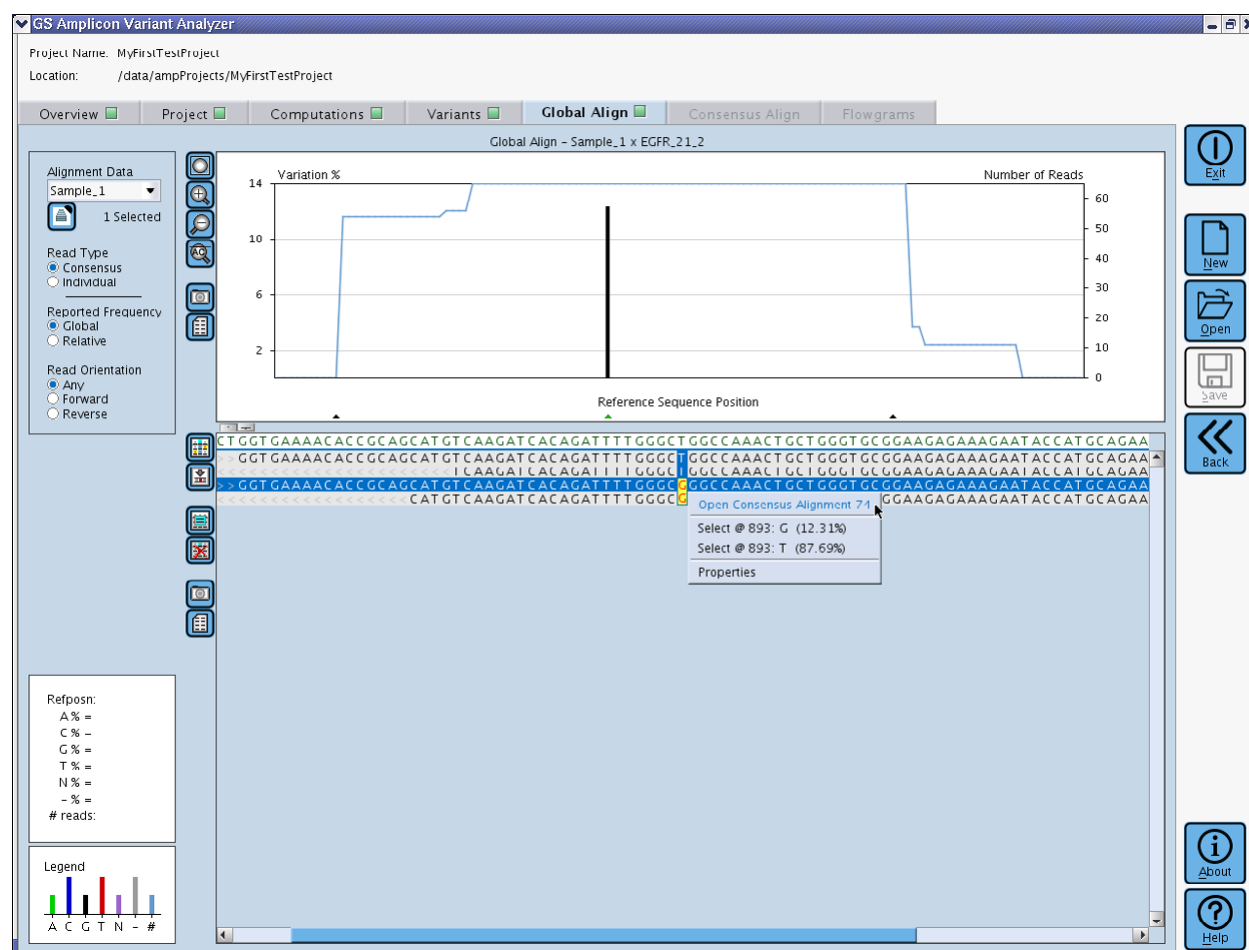 GS Amplicon Variant Analyzer
Project Name: MyFirstTestProject
Location: /data/ampProjects/MyFirstTestProject
Overview Project Computations Variants Global Align Consensus Align Flowgrams
Global Align - Sample_1 x EGFR_21_2
Exit
New
Open
Save
Back
About
Help
Alignment Data
Sample_1
1 Selected
Read Type
Consensus
Individual
Reported Frequency
Global
Relative
Read Orientation
Any
Forward
Reverse
Variation %
Number of Reads
14
10
6
2
60
50
40
30
20
10
0
Reference Sequence Position
CTGGTGAAAACACCGCAGCATGTCAAGATCACAGATTTTGGGCTGGCCAAACTGCTGGGTGCGGAAGAGAAAGAATACCATGCAGAA
>>GGTGAAAACACCGCAGCATGTCAAGATCACAGATTTTGGGCTGGCCAAACTGCTGGGTGCGGAAGAGAAAGAATACCATGCAGAA
<<<<<<<<<<<<<<<<<<<<<<TCAAGATCACAGATTTTGGGCTGGCCAAACTGCTGGGTGCGGAAGAGAAAGAATACCATGCAGAA
>>GGTGAAAACACCGCAGCATGTCAAGATCACAGATTTTGGGCGGGCCAAACTGCTGGGTGCGGAAGAGAAAGAATACCATGCAGAA
<<<<<<<<<<<<<<<<<<CATGTCAAGATCACAGATTTTGGGCG GGAAGAGAAAGAATACCATGCAGAA
Open Consensus Alignment 74
Select @ 893: G (12.31%)
Select @ 893: T (87.69%)
Properties
Refposn:
A % =
C % =
G % =
T % =
N % =
- % =
# reads:
Legend
A C G T N - #